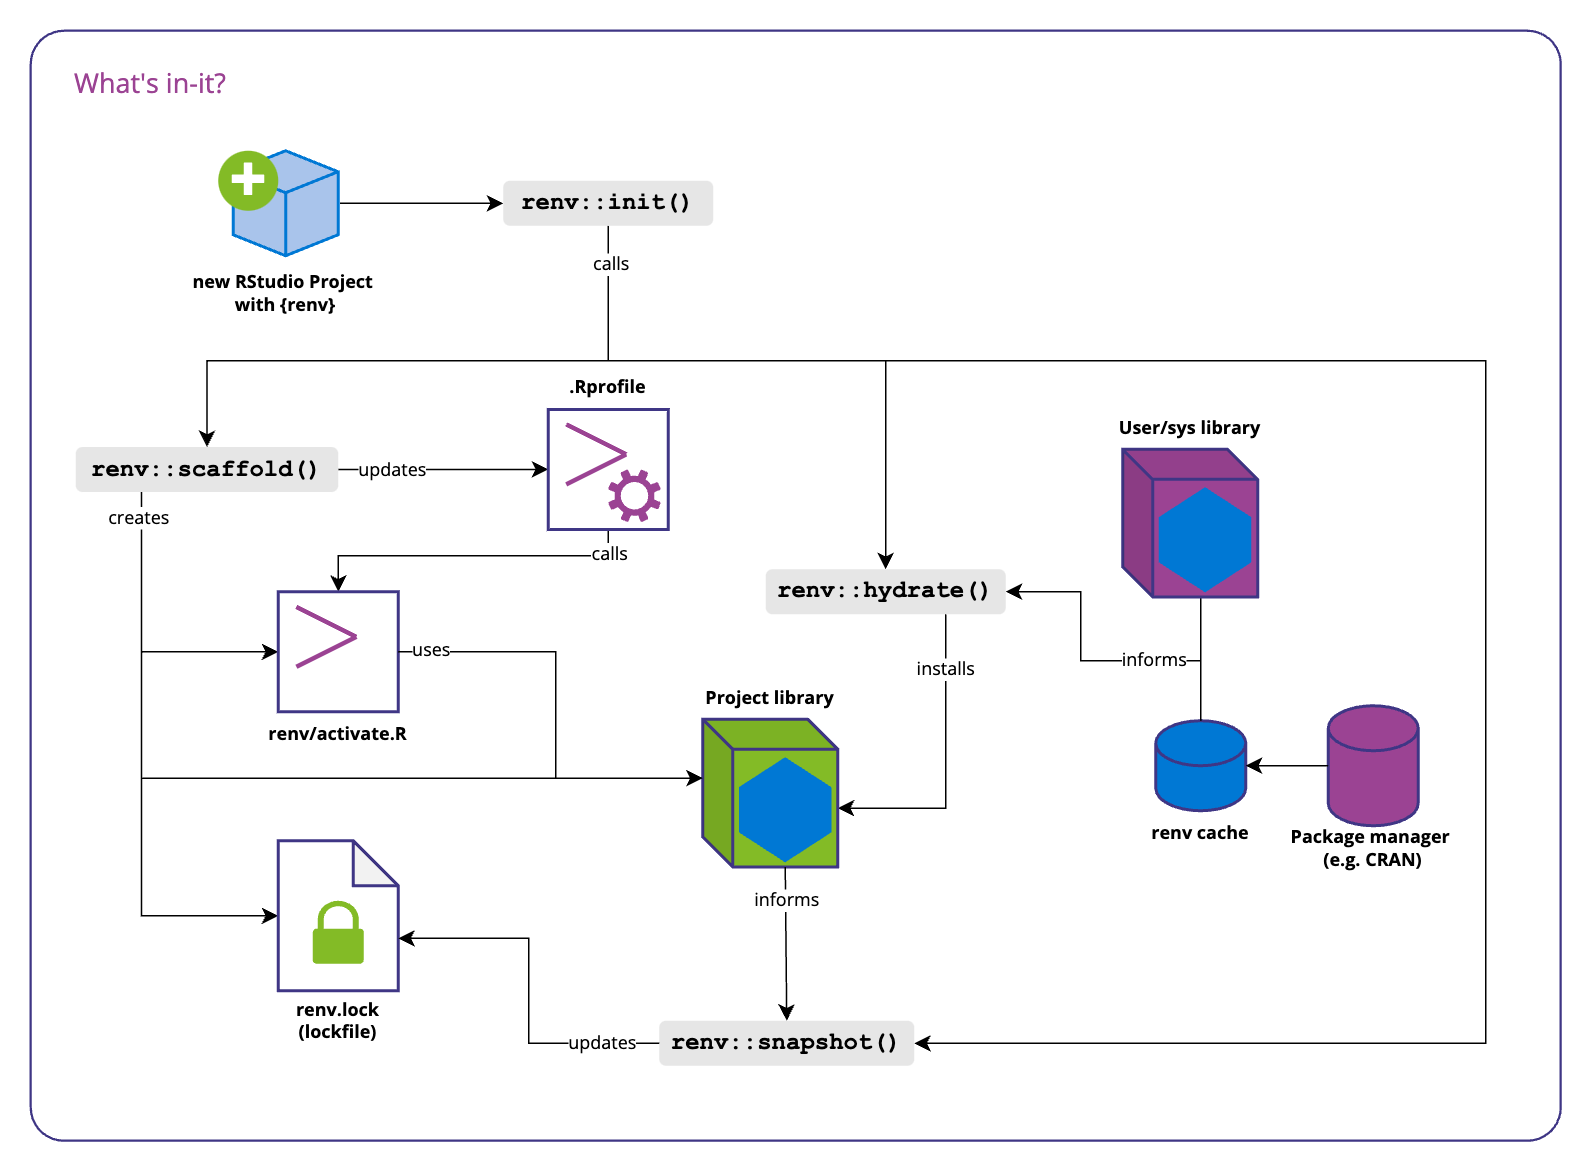 What's in-it?
renv::init()
new RStudio Project
with {renv}
calls
.Rprofile
renv::scaffold()
updates
creates
calls
User/sys library
renv::hydrate()
uses
informs
installs
renv/activate.R
Project library
renv cache
Package manager
(e.g. CRAN)
informs
renv.lock
(lockfile)
updates
renv::snapshot()